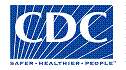 CDC
SAFER • HEALTHIER • PEOPLE™